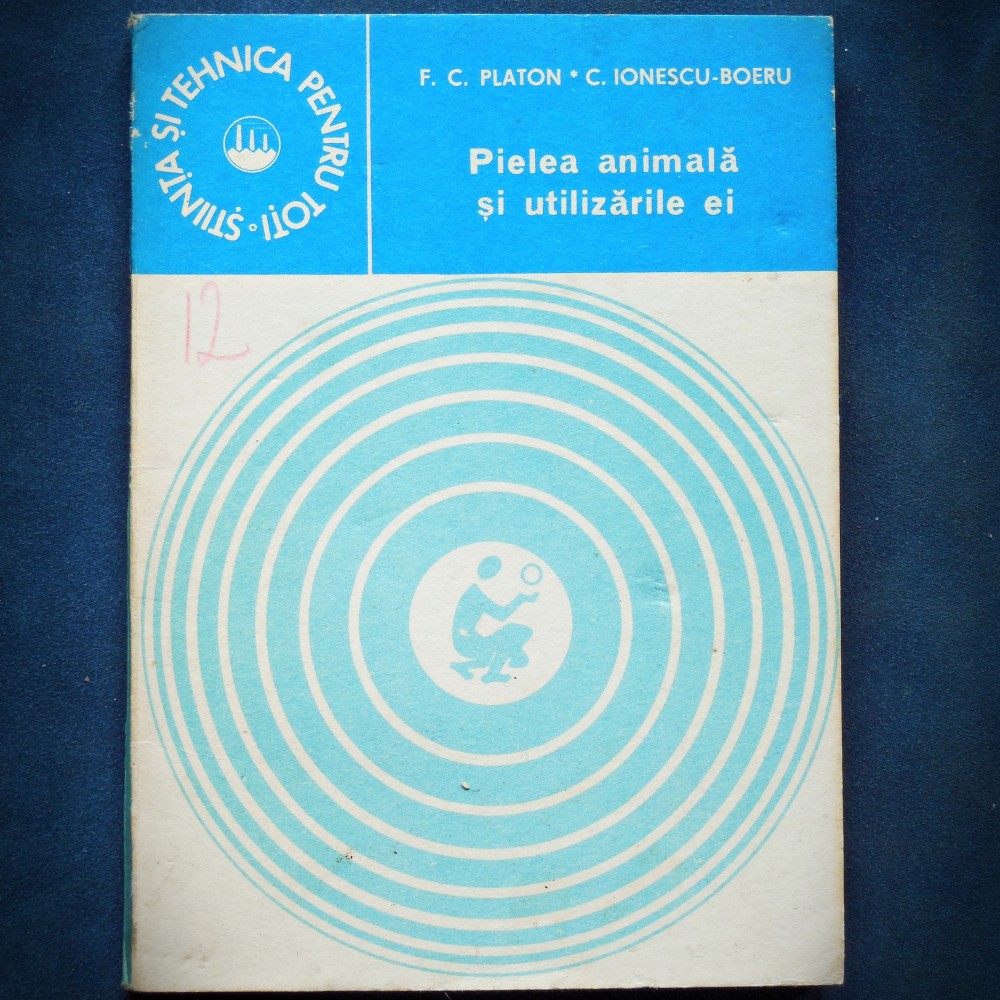 ȘTIINȚA ȘI TEHNICA PENTRU TOȚI
F. C. PLATON * C. IONESCU-BOERU
Pielea animală
și utilizările ei
12